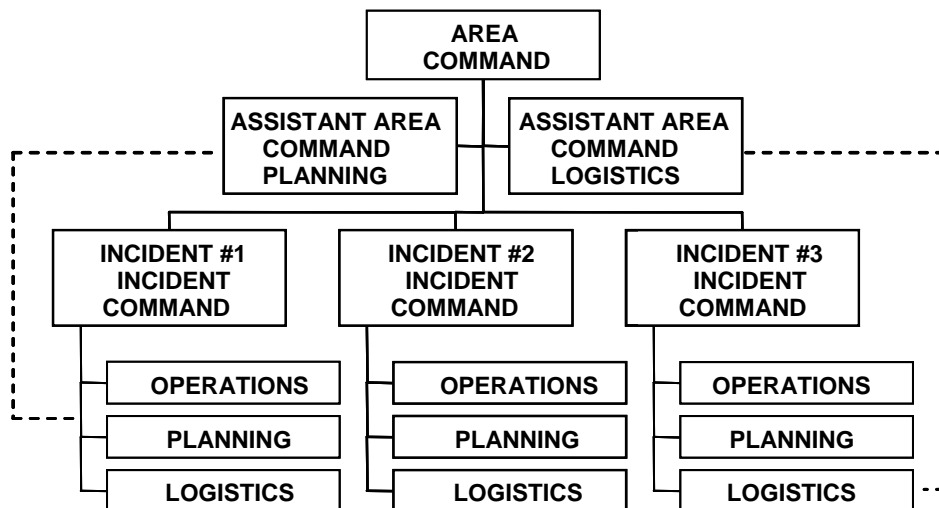 AREA
COMMAND
ASSISTANT AREA
COMMAND
PLANNING
ASSISTANT AREA
COMMAND
LOGISTICS
INCIDENT #1
INCIDENT
COMMAND
INCIDENT #2
INCIDENT
COMMAND
INCIDENT #3
INCIDENT
COMMAND
OPERATIONS
PLANNING
LOGISTICS
OPERATIONS
PLANNING
LOGISTICS
OPERATIONS
PLANNING
LOGISTICS